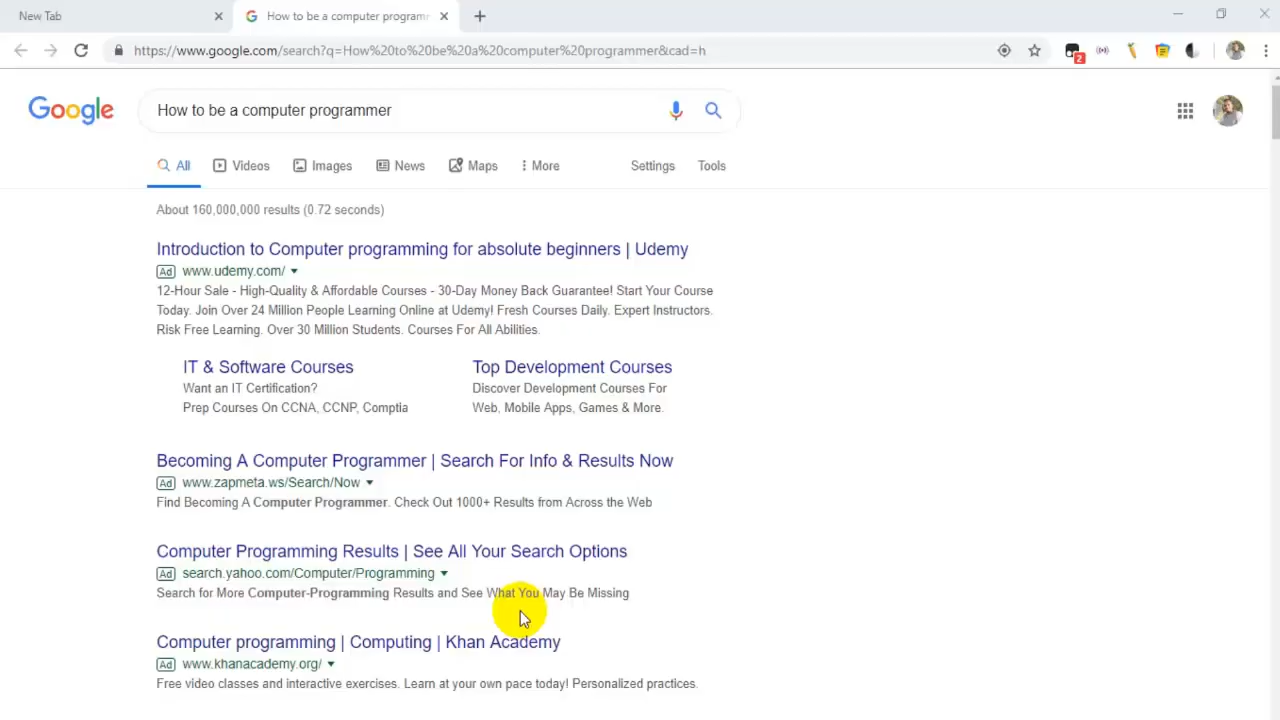 New Tab
How to be a computer programm
https://www.google.com/search?q=How%20to%20be%20a%20computer%20programmer&cad=h
2
Google
How to be a computer programmer
All Videos Images News Maps More Settings Tools
About 160,000,000 results (0.72 seconds)
Introduction to Computer programming for absolute beginners | Udemy
Ad www.udemy.com/
12-Hour Sale - High-Quality & Affordable Courses - 30-Day Money Back Guarantee! Start Your Course
Today. Join Over 24 Million People Learning Online at Udemy! Fresh Courses Daily. Expert Instructors.
Risk Free Learning. Over 30 Million Students. Courses For All Abilities.
IT & Software Courses
Want an IT Certification?
Prep Courses On CCNA, CCNP, Comptia
Top Development Courses
Discover Development Courses For
Web, Mobile Apps, Games & More.
Becoming A Computer Programmer | Search For Info & Results Now
Ad www.zapmeta.ws/Search/Now
Find Becoming A Computer Programmer. Check Out 1000+ Results from Across the Web
Computer Programming Results | See All Your Search Options
Ad search.yahoo.com/Computer/Programming
Search for More Computer-Programming Results and See What You May Be Missing
Computer programming | Computing | Khan Academy
Ad www.khanacademy.org/
Free video classes and interactive exercises. Learn at your own pace today! Personalized practices.